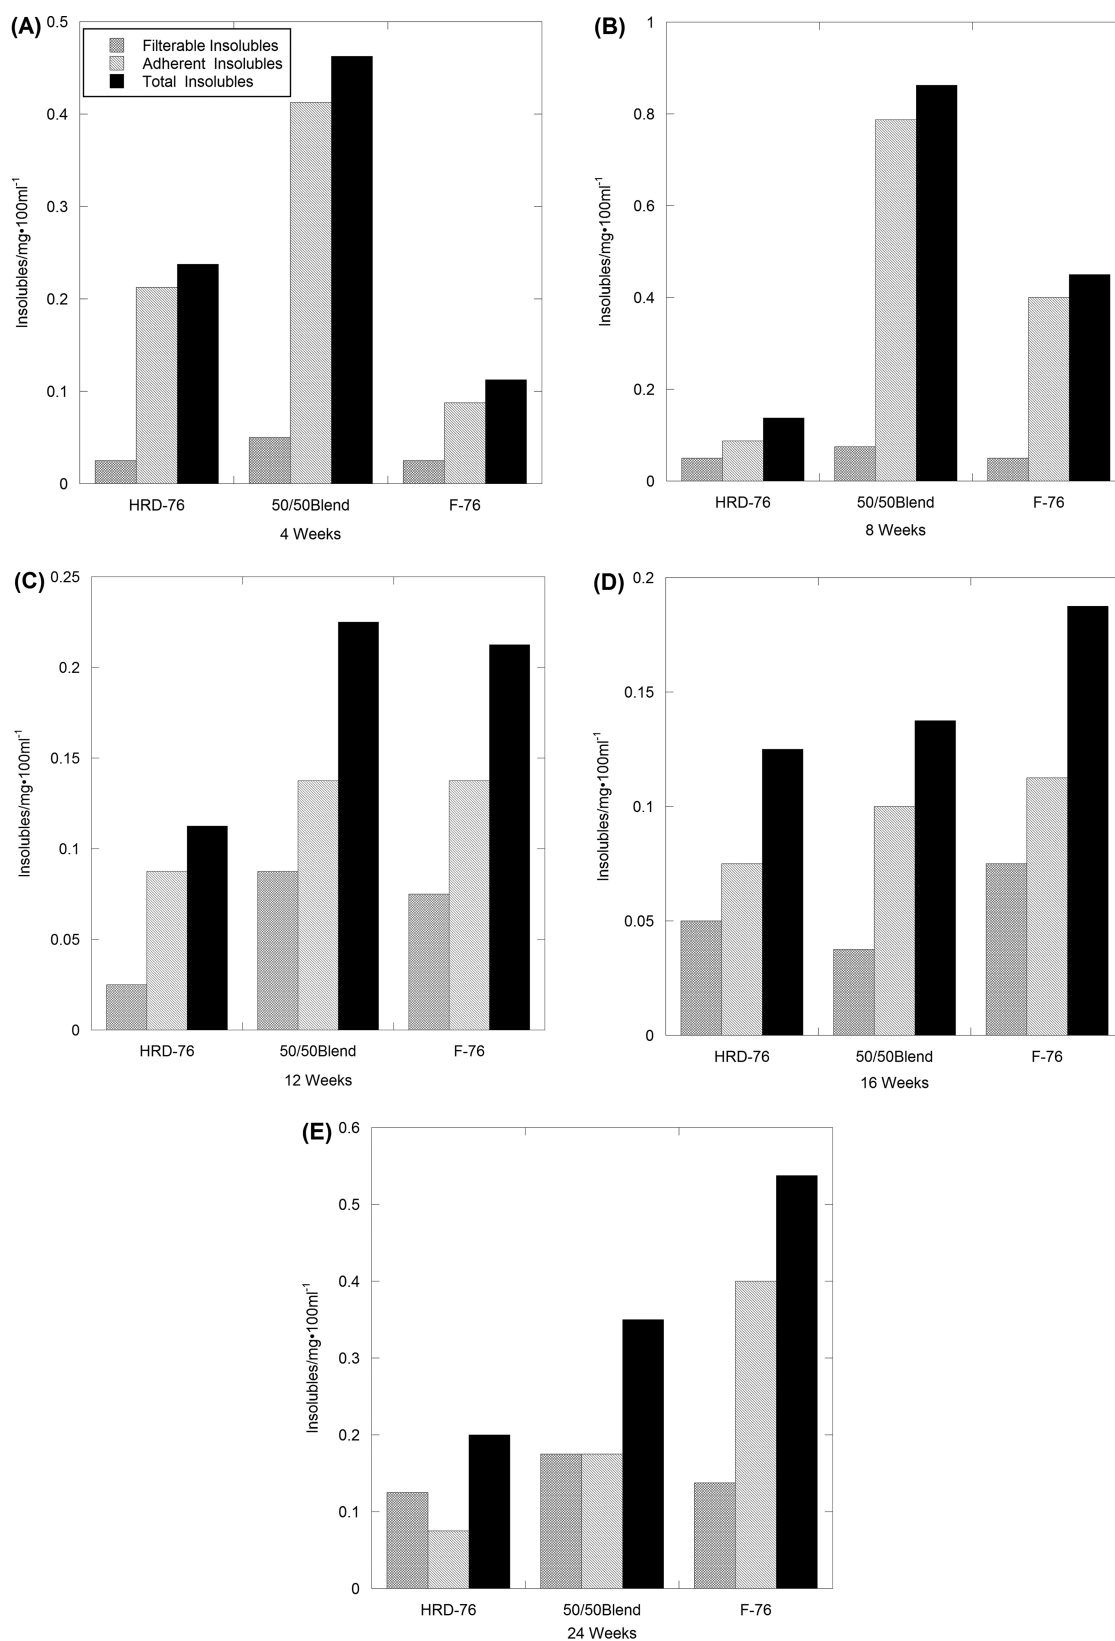 (A)
0.5
0.4
0.3
0.2
0.1
0
Insolubles/mg•100ml⁻¹
Filterable Insolubles
Adherent Insolubles
Total Insolubles
HRD-76 50/50Blend F-76
4 Weeks
(B)
1
0.8
0.6
0.4
0.2
0
Insolubles/mg•100ml⁻¹
HRD-76 50/50Blend F-76
8 Weeks
(C)
0.25
0.2
0.15
0.1
0.05
0
Insolubles/mg•100ml⁻¹
HRD-76 50/50Blend F-76
12 Weeks
(D)
0.2
0.15
0.1
0.05
0
Insolubles/mg•100ml⁻¹
HRD-76 50/50Blend F-76
16 Weeks
(E)
0.6
0.5
0.4
0.3
0.2
0.1
0
Insolubles/mg•100ml⁻¹
HRD-76 50/50Blend F-76
24 Weeks